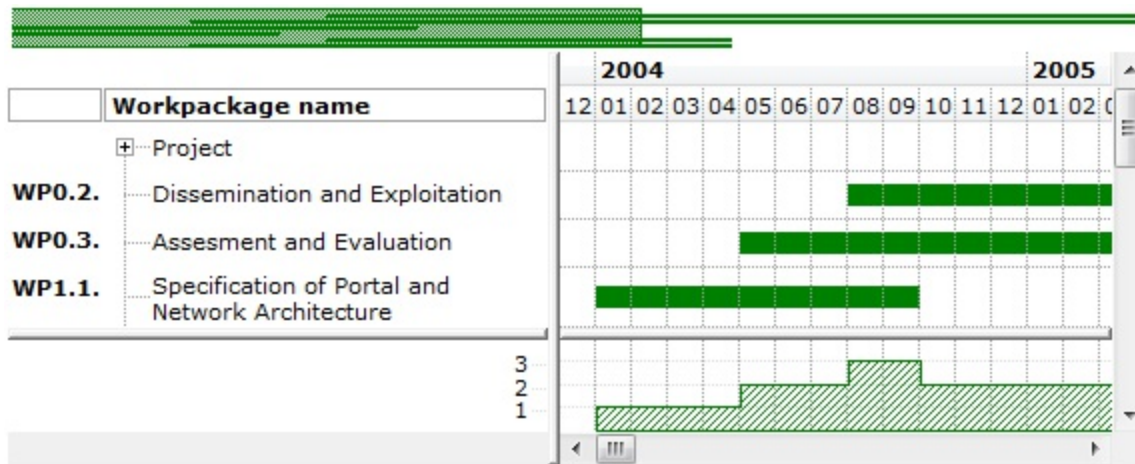 2004 2005
Workpackage name 12 01 02 03 04 05 06 07 08 09 10 11 12 01 02
Project
WP0.2. Dissemination and Exploitation
WP0.3. Assesment and Evaluation
WP1.1. Specification of Portal and
Network Architecture
3
2
1